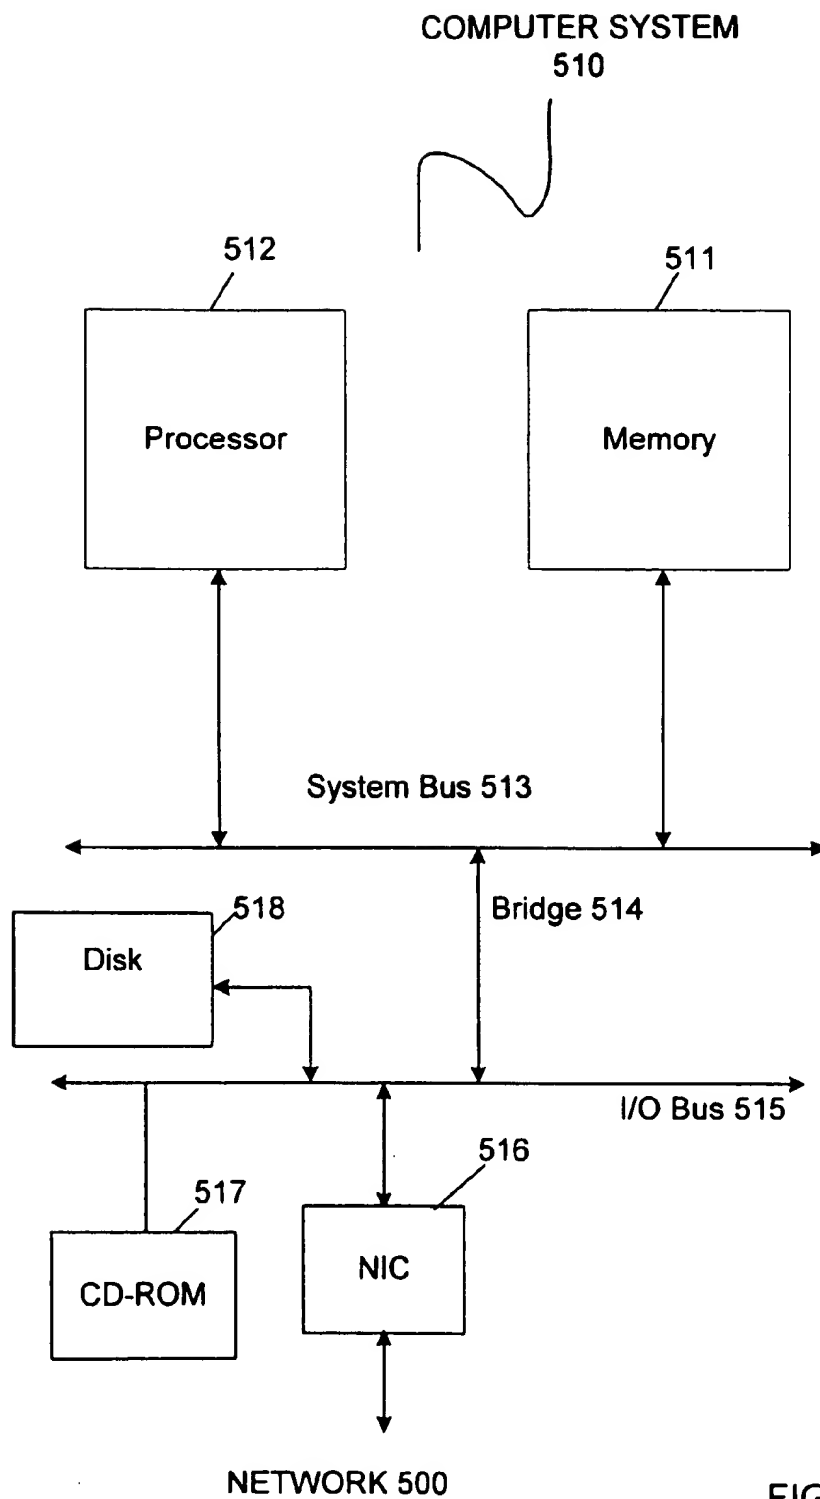 COMPUTER SYSTEM
510
512
511
Processor
Memory
System Bus 513
518
Bridge 514
Disk
I/O Bus 515
516
517
NIC
CD-ROM
NETWORK 500
FIG